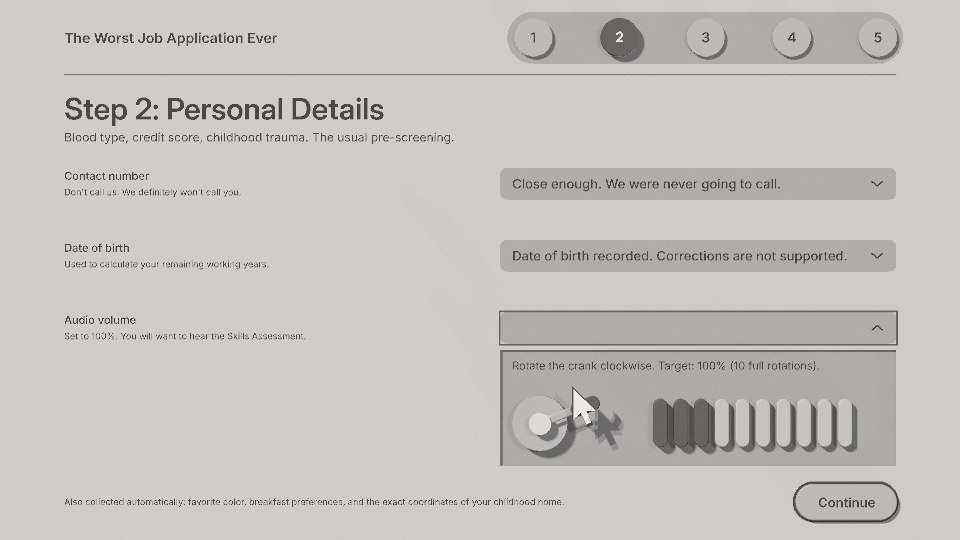 The Worst Job Application Ever
1 2 3 4 5
Step 2: Personal Details
Blood type, credit score, childhood trauma. The usual pre-screening.
Contact number
Don't call us. We definitely won't call you.
Close enough. We were never going to call.
Date of birth
Used to calculate your remaining working years.
Date of birth recorded. Corrections are not supported.
Audio volume
Set to 100%. You will want to hear the Skills Assessment.
Rotate the crank clockwise. Target: 100% (10 full rotations).
Also collected automatically: favorite color, breakfast preferences, and the exact coordinates of your childhood home.
Continue